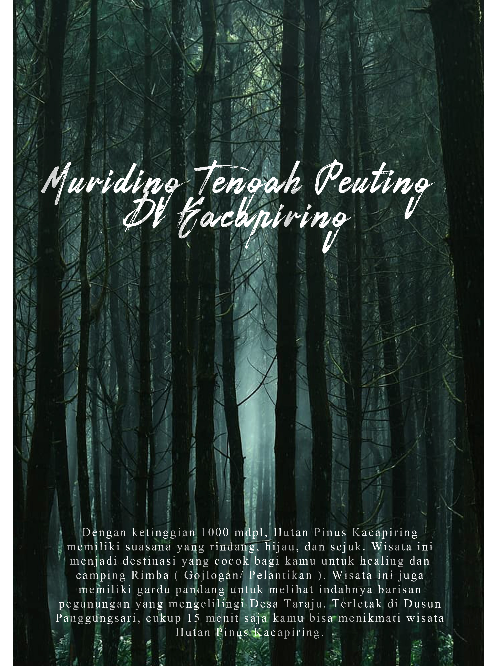 Muriding Tengah Peuting
Di Kacapiring
Dengan ketinggian 1000 mdpl, Hutan Pinus Kacapiring
memiliki suasana yang rindang, hijau, dan sejuk. Wisata ini
menjadi destinasi yang cocok bagi kamu untuk healing dan
camping Rimba ( Gojlogan/ Pelantikan ). Wisata ini juga
memiliki gardu pandang untuk melihat indahnya barisan
pegunungan yang mengelilingi Desa Taraju. Terletak di Dusun
Panggungsari, cukup 15 menit saja kamu bisa menikmati wisata
Hutan Pinus Kacapiring.